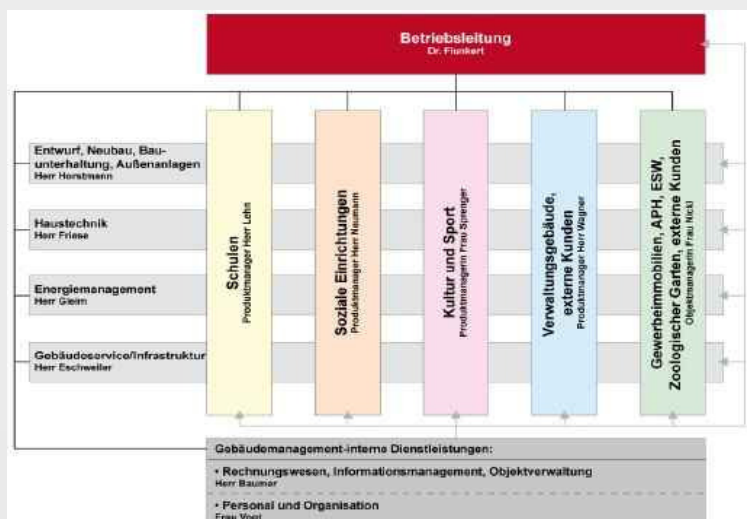 Betriebsleitung
Dr. Flunkert
Entwurf, Neubau, Bau-
unterhaltung, Außenanlagen
Herr Horstmann
Haustechnik
Herr Friese
Energiemanagement
Herr Gleim
Gebäudeservice/Infrastruktur
Herr Eschweiler
Schulen
Produktmanager Herr Lehn
Soziale Einrichtungen
Produktmanager Herr Neumann
Kultur und Sport
Produktmanagerin Frau Sprenger
Verwaltungsgebäude,
externe Kunden
Produktmanager Herr Wagner
Gewerbeimmobilien, APH, ESW,
Zoologischer Garten, externe Kunden
Objektmanagerin Frau Nickl
Gebäudemanagement-interne Dienstleistungen:
• Rechnungswesen, Informationsmanagement, Objektverwaltung
Herr Baumer
• Personal und Organisation
Frau Vogt